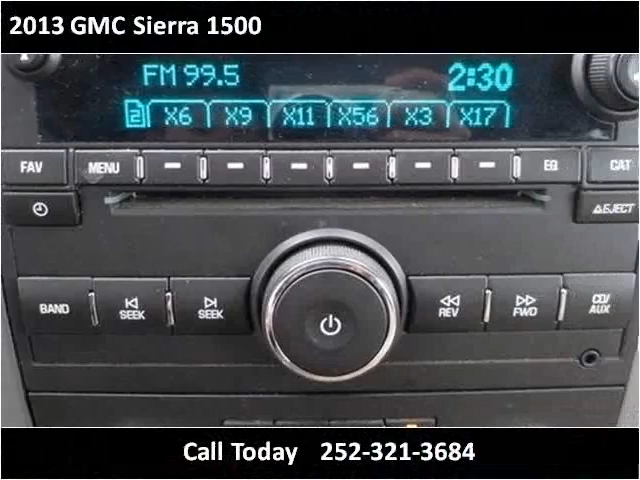 2013 GMC Sierra 1500
FM 99.5 2:30
2 X6 X9 X11 X56 X3 X17
FAV MENU EQ CAT
EJECT
BAND SEEK SEEK REV FWD CD/AUX
Call Today 252-321-3684